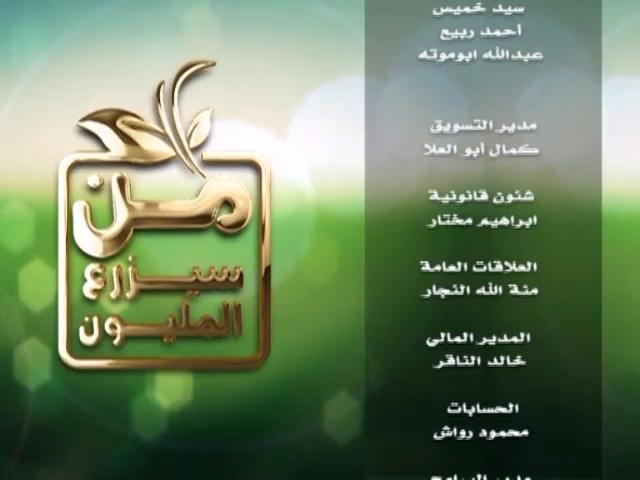 سيد خميس
أحمد ربيع
عبدالله ابوموته
مدير التسويق
كمال أبو العلا
شئون قانونية
ابراهيم مختار
العلاقات العامة
منة الله النجار
المدير المالي
خالد الناقر
الحسابات
محمود رواش
من
سيزرع
المليون